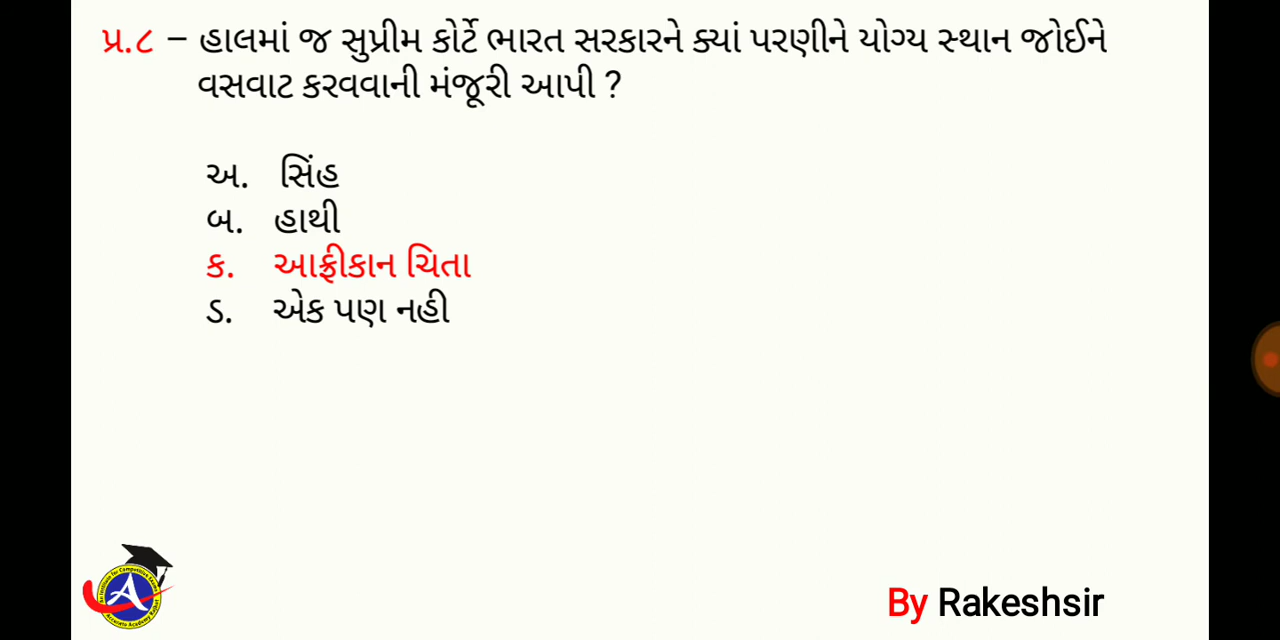 પ્ર.૮ – હાલમાં જ સુપ્રીમ કોર્ટે ભારત સરકારને ક્યાં પરણીને યોગ્ય સ્થાન જોઈને
વસવાટ કરવવાની મંજૂરી આપી ?
અ. સિંહ
બ. હાથી
ક. આફ્રીકાન ચિતા
ડ. એક પણ નહી
By Rakeshsir